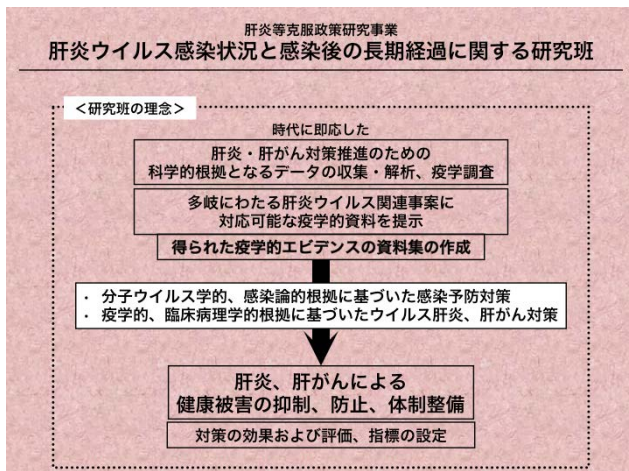 肝炎等克服政策研究事業
肝炎ウイルス感染状況と感染後の長期経過に関する研究班
＜研究班の理念＞
時代に即応した
肝炎・肝がん対策推進のための
科学的根拠となるデータの収集・解析、疫学調査
多岐にわたる肝炎ウイルス関連事案に
対応可能な疫学的資料を提示
得られた疫学的エビデンスの資料集の作成
・ 分子ウイルス学的、感染論的根拠に基づいた感染予防対策
・ 疫学的、臨床病理学的根拠に基づいたウイルス肝炎、肝がん対策
肝炎、肝がんによる
健康被害の抑制、防止、体制整備
対策の効果および評価、指標の設定